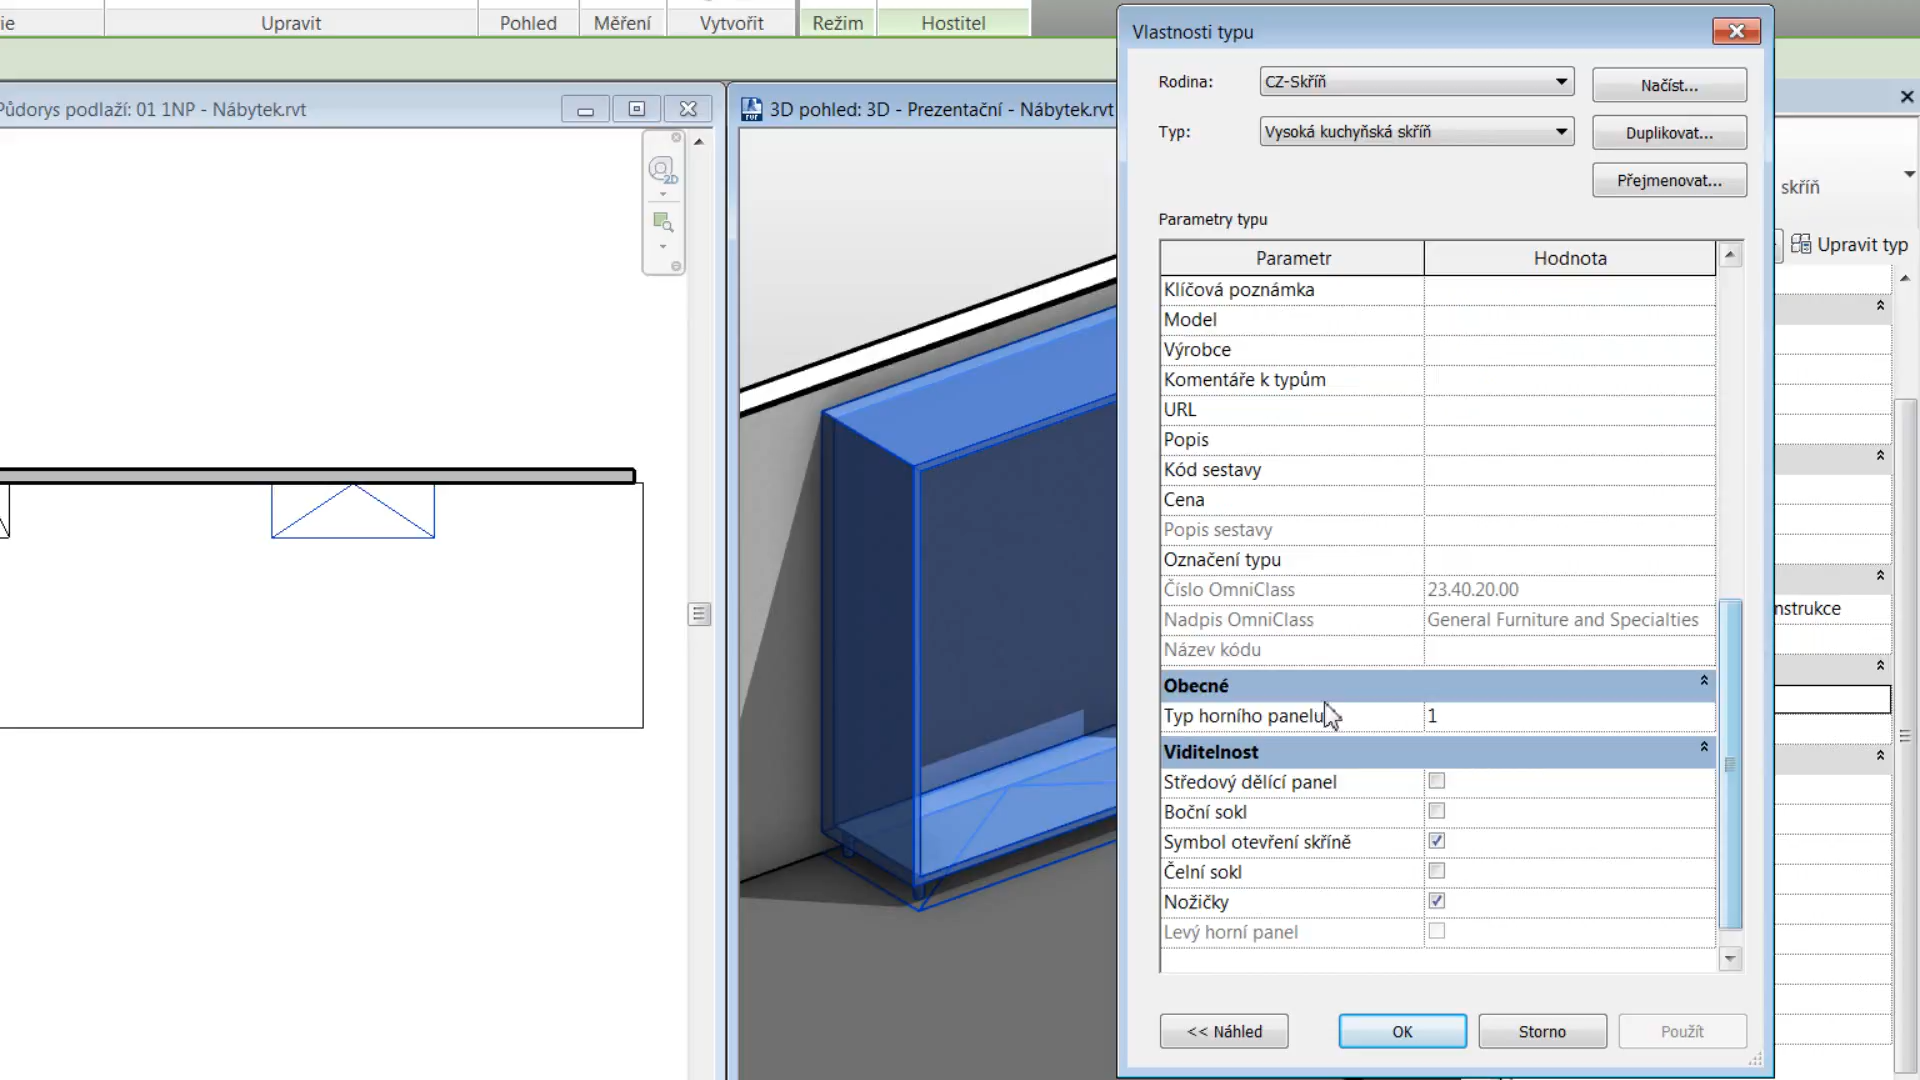 ie
Upravit
Pohled
Měření
Vytvořit
Režim
Hostitel
Půdorys podlaží: 01 1NP - Nábytek.rvt
3D pohled: 3D - Prezentační - Nábytek.rvt
2D
Vlastnosti typu
Rodina:
CZ-Skříň
Načíst...
Typ:
Vysoká kuchyňská skříň
Duplikovat...
Přejmenovat...
Parametry typu
Parametr
Hodnota
Klíčová poznámka
Model
Výrobce
Komentáře k typům
URL
Popis
Kód sestavy
Cena
Popis sestavy
Označení typu
Číslo OmniClass
23.40.20.00
Nadpis OmniClass
General Furniture and Specialties
Název kódu
Obecné
Typ horního panelu
1
Viditelnost
Středový dělící panel
Boční sokl
Symbol otevření skříně
Čelní sokl
Nožičky
Levý horní panel
<< Náhled
OK
Storno
Použít
skříň
Upravit typ
nstrukce